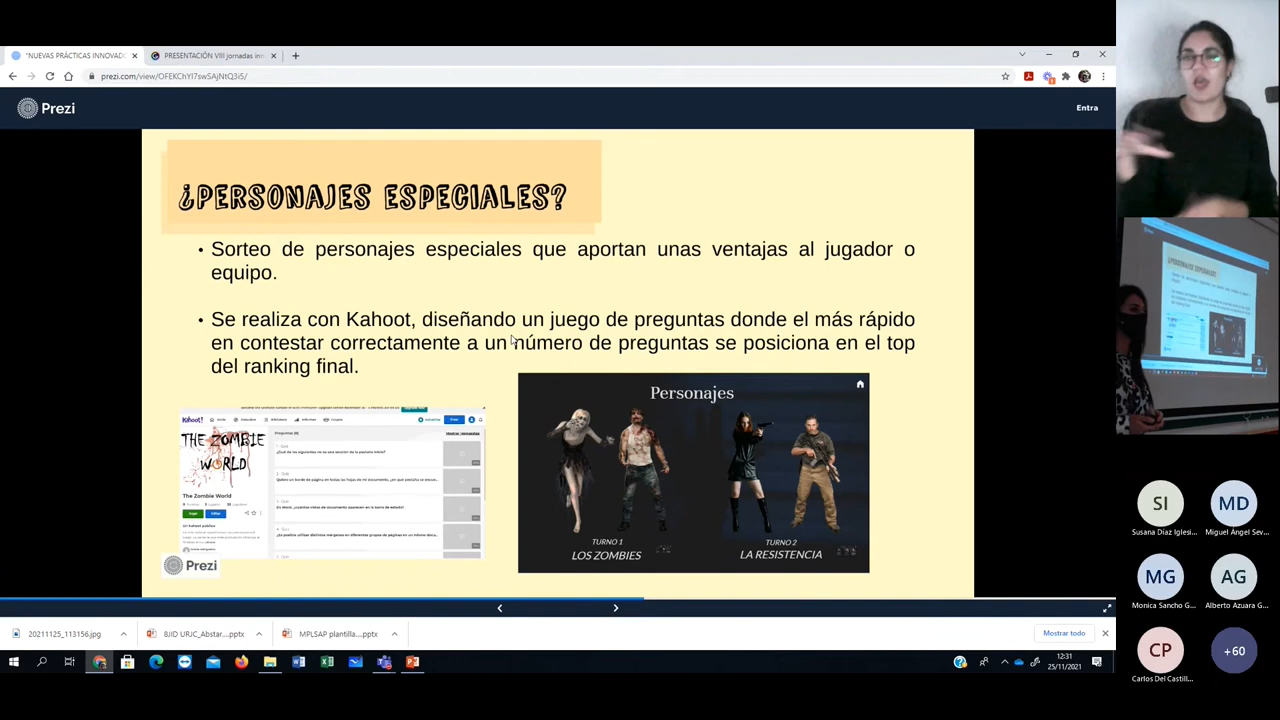 "NUEVAS PRÁCTICAS INNOVAD
PRESENTACIÓN VIII jornadas inn
prezi.com/view/OFEKChYI7swSAjNtQ3i5/
Prezi
Entra
¿PERSONAJES ESPECIALES?
• Sorteo de personajes especiales que aportan unas ventajas al jugador o
equipo.
• Se realiza con Kahoot, diseñando un juego de preguntas donde el más rápido
en contestar correctamente a un número de preguntas se posiciona en el top
del ranking final.
Kahoot!
THE ZOMBIE
WORLD
The Zombie World
Personajes
TURNO 1
LOS ZOMBIES
TURNO 2
LA RESISTENCIA
Prezi
20211125_113156.jpg
8JID URJC_Abstar....pptx
MPLSAP plantilla....pptx
Mostrar todo
12:31
25/11/2021
¿PERSONAJES ESPECIALES?
SI
Susana Díaz Iglesi...
MD
Miguel Angel Sev...
MG
Monica Sancho G...
AG
Alberto Azuara G...
CP
Carlos Del Castill...
+60